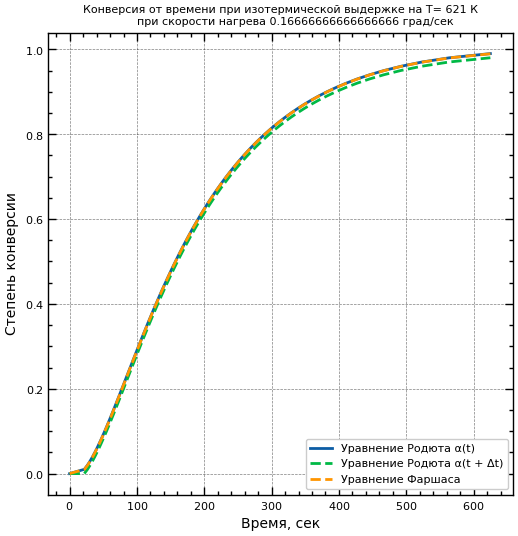 Конверсия от времени при изотермической выдержке на T= 621 K
при скорости нагрева 0.16666666666666666 град/сек
Степень конверсии
1.0
0.8
0.6
0.4
0.2
0.0
Уравнение Родюта α(t)
Уравнение Родюта α(t + Δt)
Уравнение Фаршаса
0 100 200 300 400 500 600
Время, сек